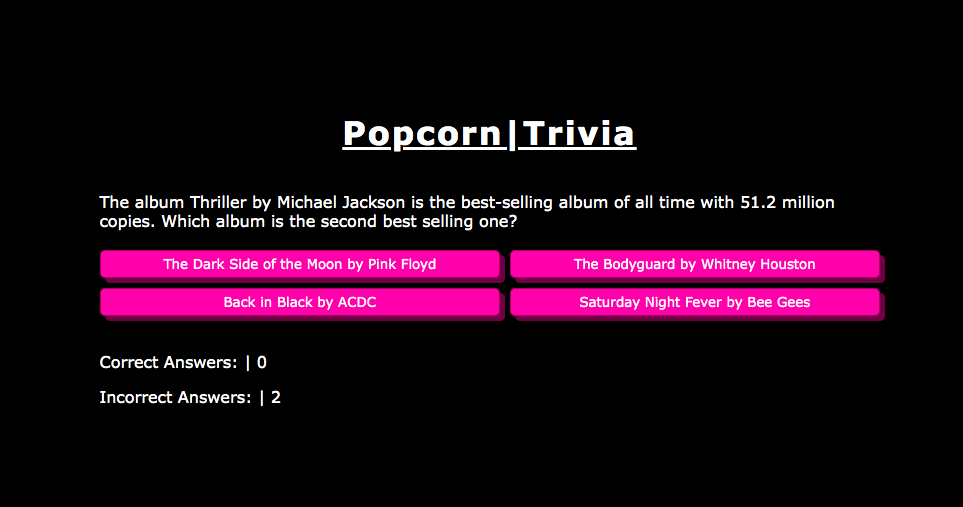 Popcorn|Trivia
The album Thriller by Michael Jackson is the best-selling album of all time with 51.2 million
copies. Which album is the second best selling one?
The Dark Side of the Moon by Pink Floyd
The Bodyguard by Whitney Houston
Back in Black by ACDC
Saturday Night Fever by Bee Gees
Correct Answers: | 0
Incorrect Answers: | 2